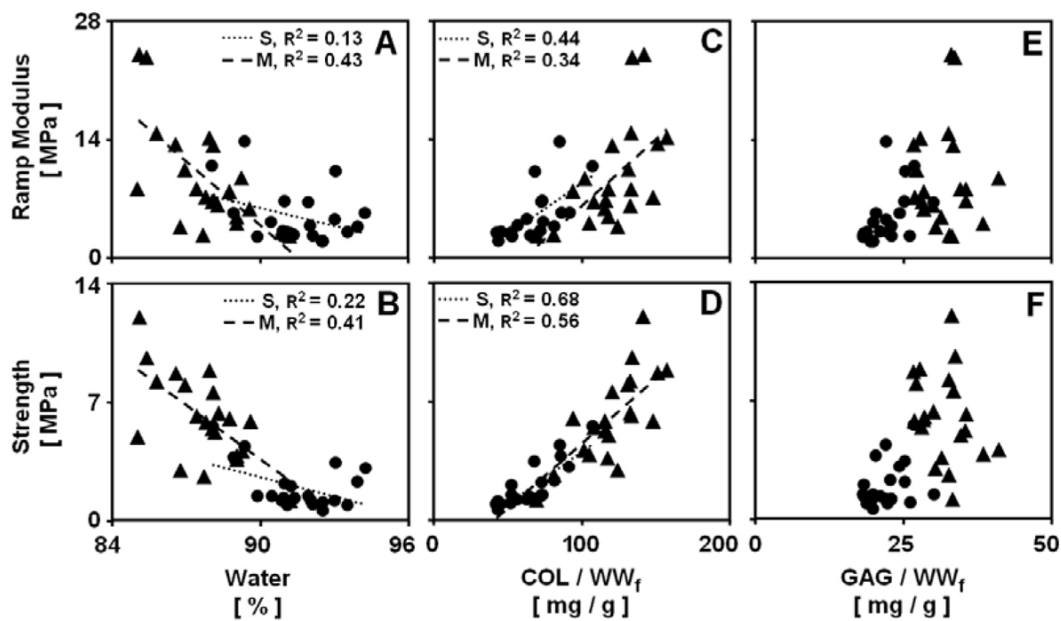 28
14
0
Ramp Modulus
[ MPa ]
A
S, R² = 0.13
M, R² = 0.43
C
S, R² = 0.44
M, R² = 0.34
E
14
7
0
Strength
[ MPa ]
B
S, R² = 0.22
M, R² = 0.41
D
S, R² = 0.68
M, R² = 0.56
F
84 90 96
0 100 200
0 25 50
Water
[ % ]
COL / WWf
[ mg / g ]
GAG / WWf
[ mg / g ]